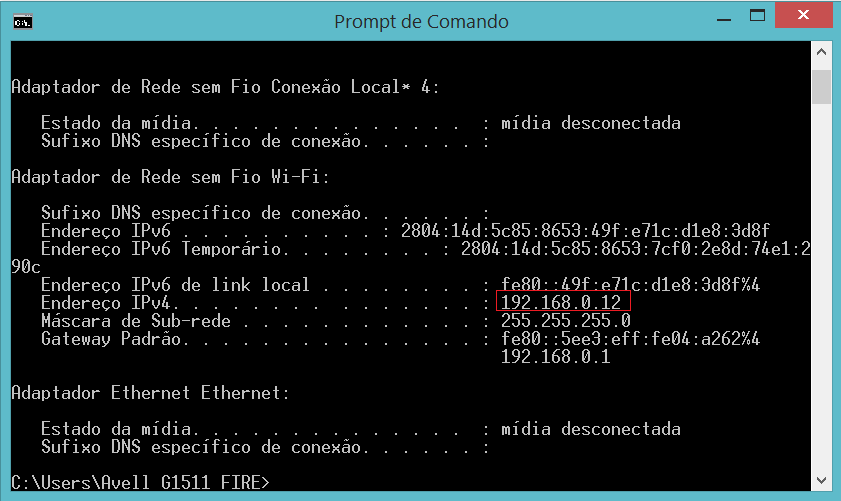 Prompt de Comando
Adaptador de Rede sem Fio Conexão Local* 4:
Estado da mídia. . . . . . . . . . . . . .  : mídia desconectada
Sufixo DNS específico de conexão. . . . . . :
Adaptador de Rede sem Fio Wi-Fi:
Sufixo DNS específico de conexão. . . . . . :
Endereço IPv6 . . . . . . . . . . : 2804:14d:5c85:8653:49f:e71c:d1e8:3d8f
Endereço IPv6 Temporário. . . . . . . . : 2804:14d:5c85:8653:7cf0:2e8d:74e1:2
90c
Endereço IPv6 de link local . . . . . . . . : fe80::49f:e71c:d1e8:3d8f%4
Endereço IPv4. . . . . . . . . . . . . . . : 192.168.0.12
Máscara de Sub-rede . . . . . . . . . . . . : 255.255.255.0
Gateway Padrão. . . . . . . . . . . . . . . : fe80::5ee3:eff:fe04:a262%4
192.168.0.1
Adaptador Ethernet Ethernet:
Estado da mídia. . . . . . . . . . . . . .  : mídia desconectada
Sufixo DNS específico de conexão. . . . . . :
C:\Users\Avell G1511 FIRE>